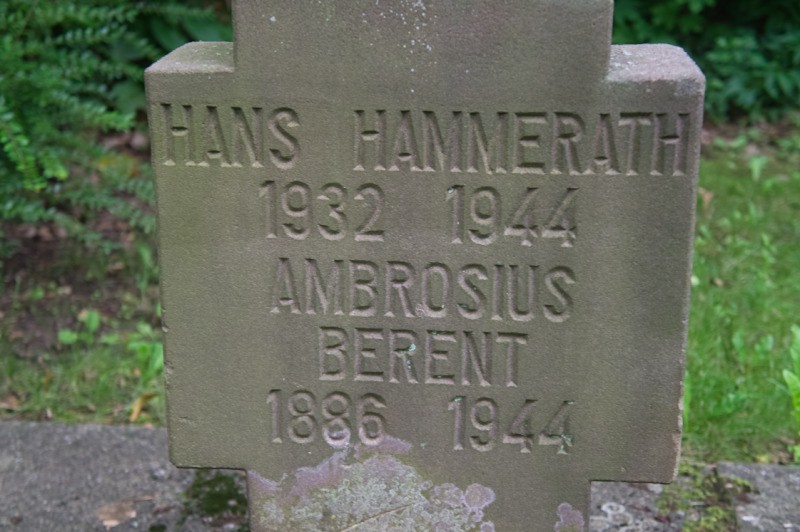 HANS HAMMERATH
1932 1944
AMBROSIUS
BERENT
1886 1944